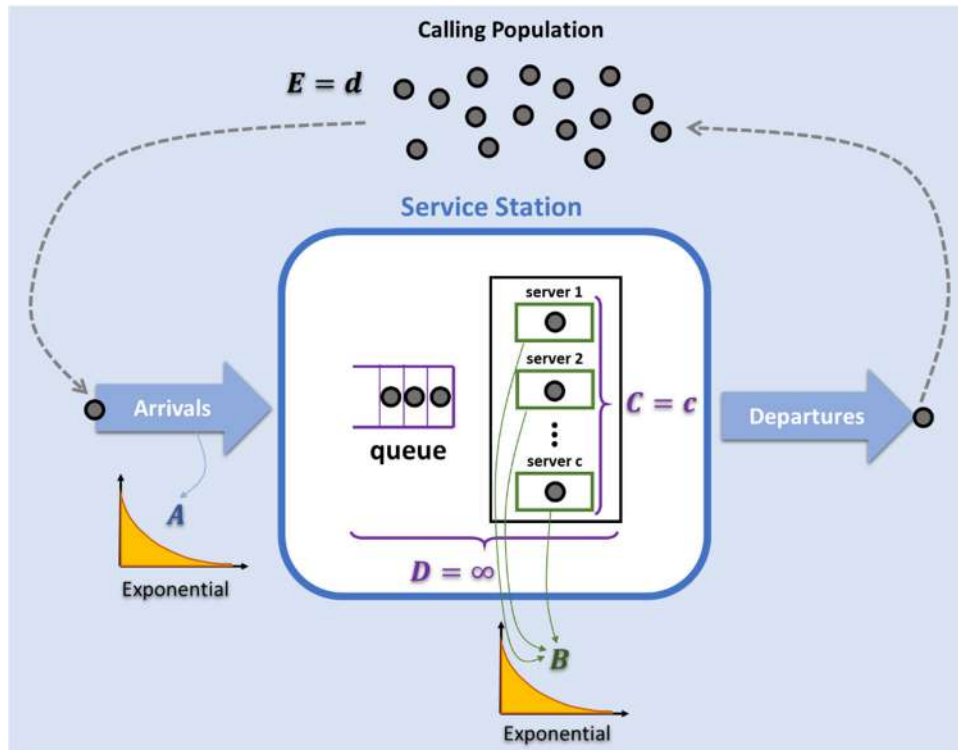 Calling Population
E = d
Service Station
server 1
server 2
C = c
Arrivals
Departures
queue
server c
A
D = ∞
Exponential
B
Exponential